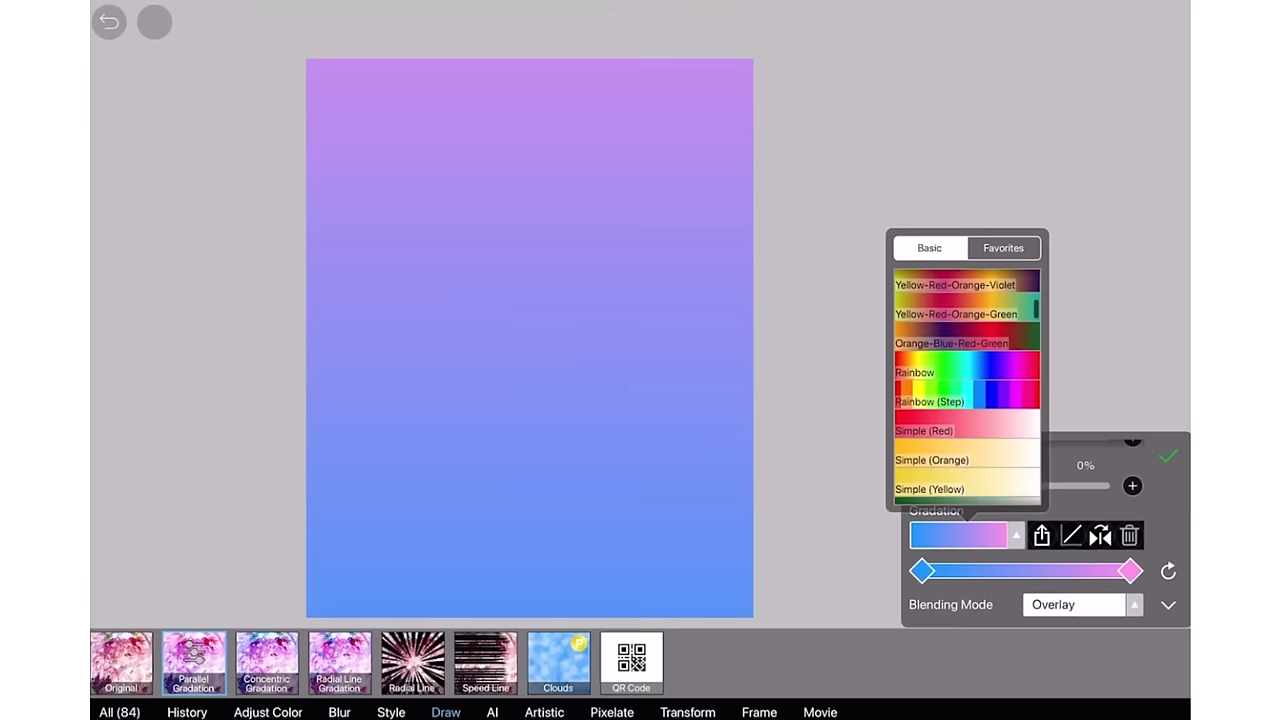 Basic
Favorites
Yellow-Red-Orange-Violet
Yellow-Red-Orange-Green
Orange-Blue-Red-Green
Rainbow
Rainbow (Step)
Simple (Red)
Simple (Orange)
Simple (Yellow)
0%
Gradation
Blending Mode
Overlay
Original
Parallel
Gradation
Concentric
Gradation
Radial Line
Gradation
Radial Line
Speed Line
P
Clouds
QR Code
All (84)
History
Adjust Color
Blur
Style
Draw
AI
Artistic
Pixelate
Transform
Frame
Movie